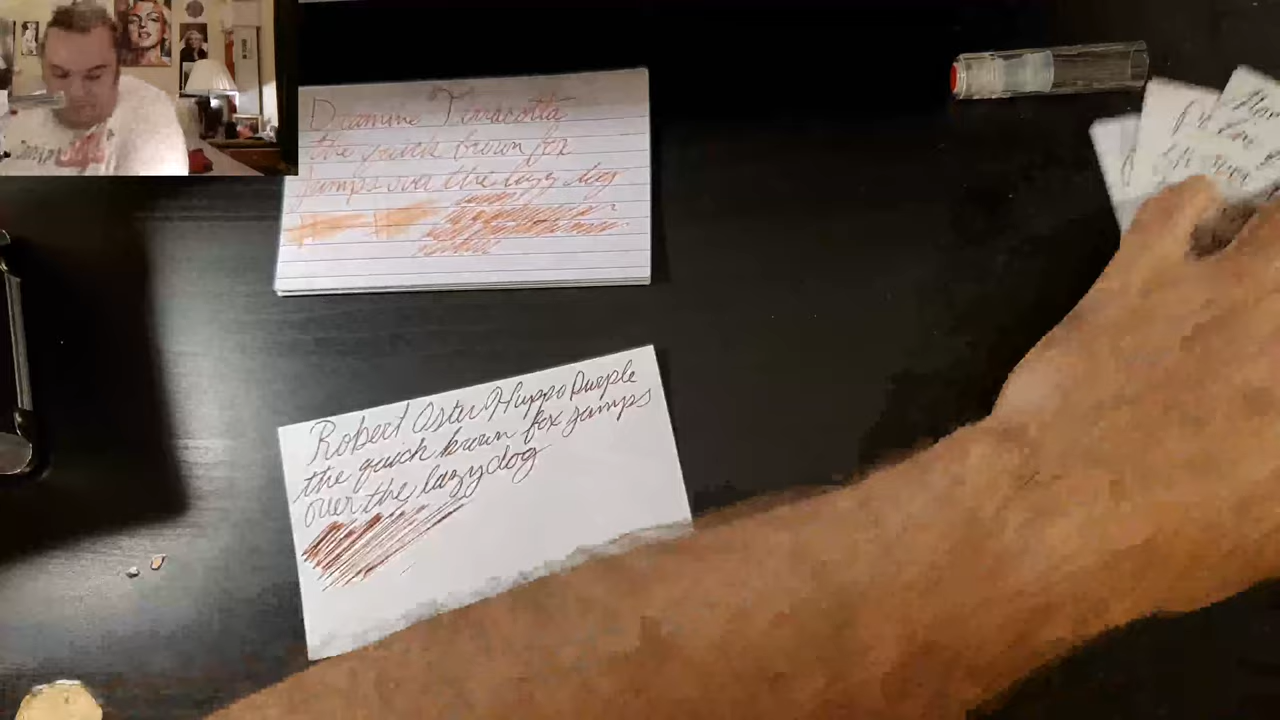 Diamine Terracotta
the quick brown fox
jumps over the lazy dog
Robert Oster Hippo Purple
the quick brown fox jumps
over the lazy dog